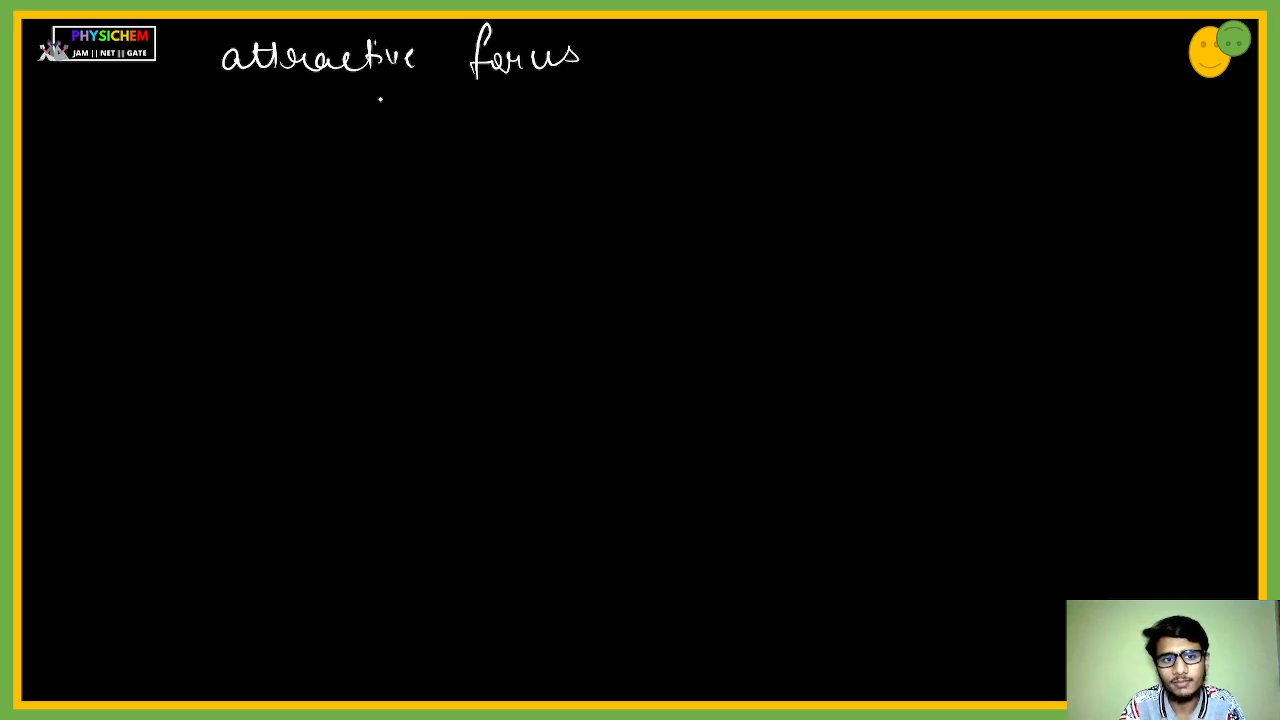 PHYSICHEM
JAM || NET || GATE
attractive forces